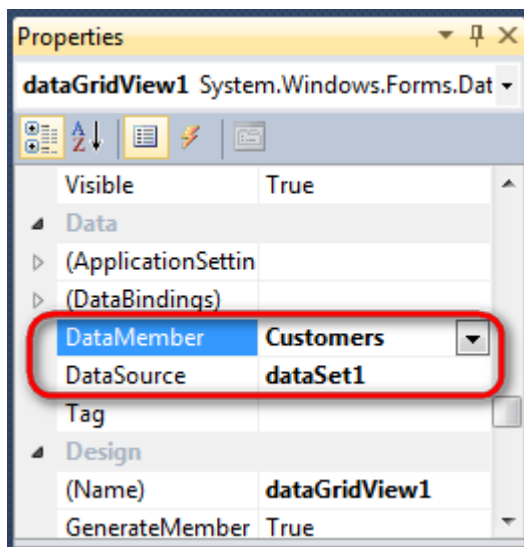 Properties
dataGridView1 System.Windows.Forms.Dat
Visible True
Data
(ApplicationSettin
(DataBindings)
DataMember Customers
DataSource dataSet1
Tag
Design
(Name) dataGridView1
GenerateMember True